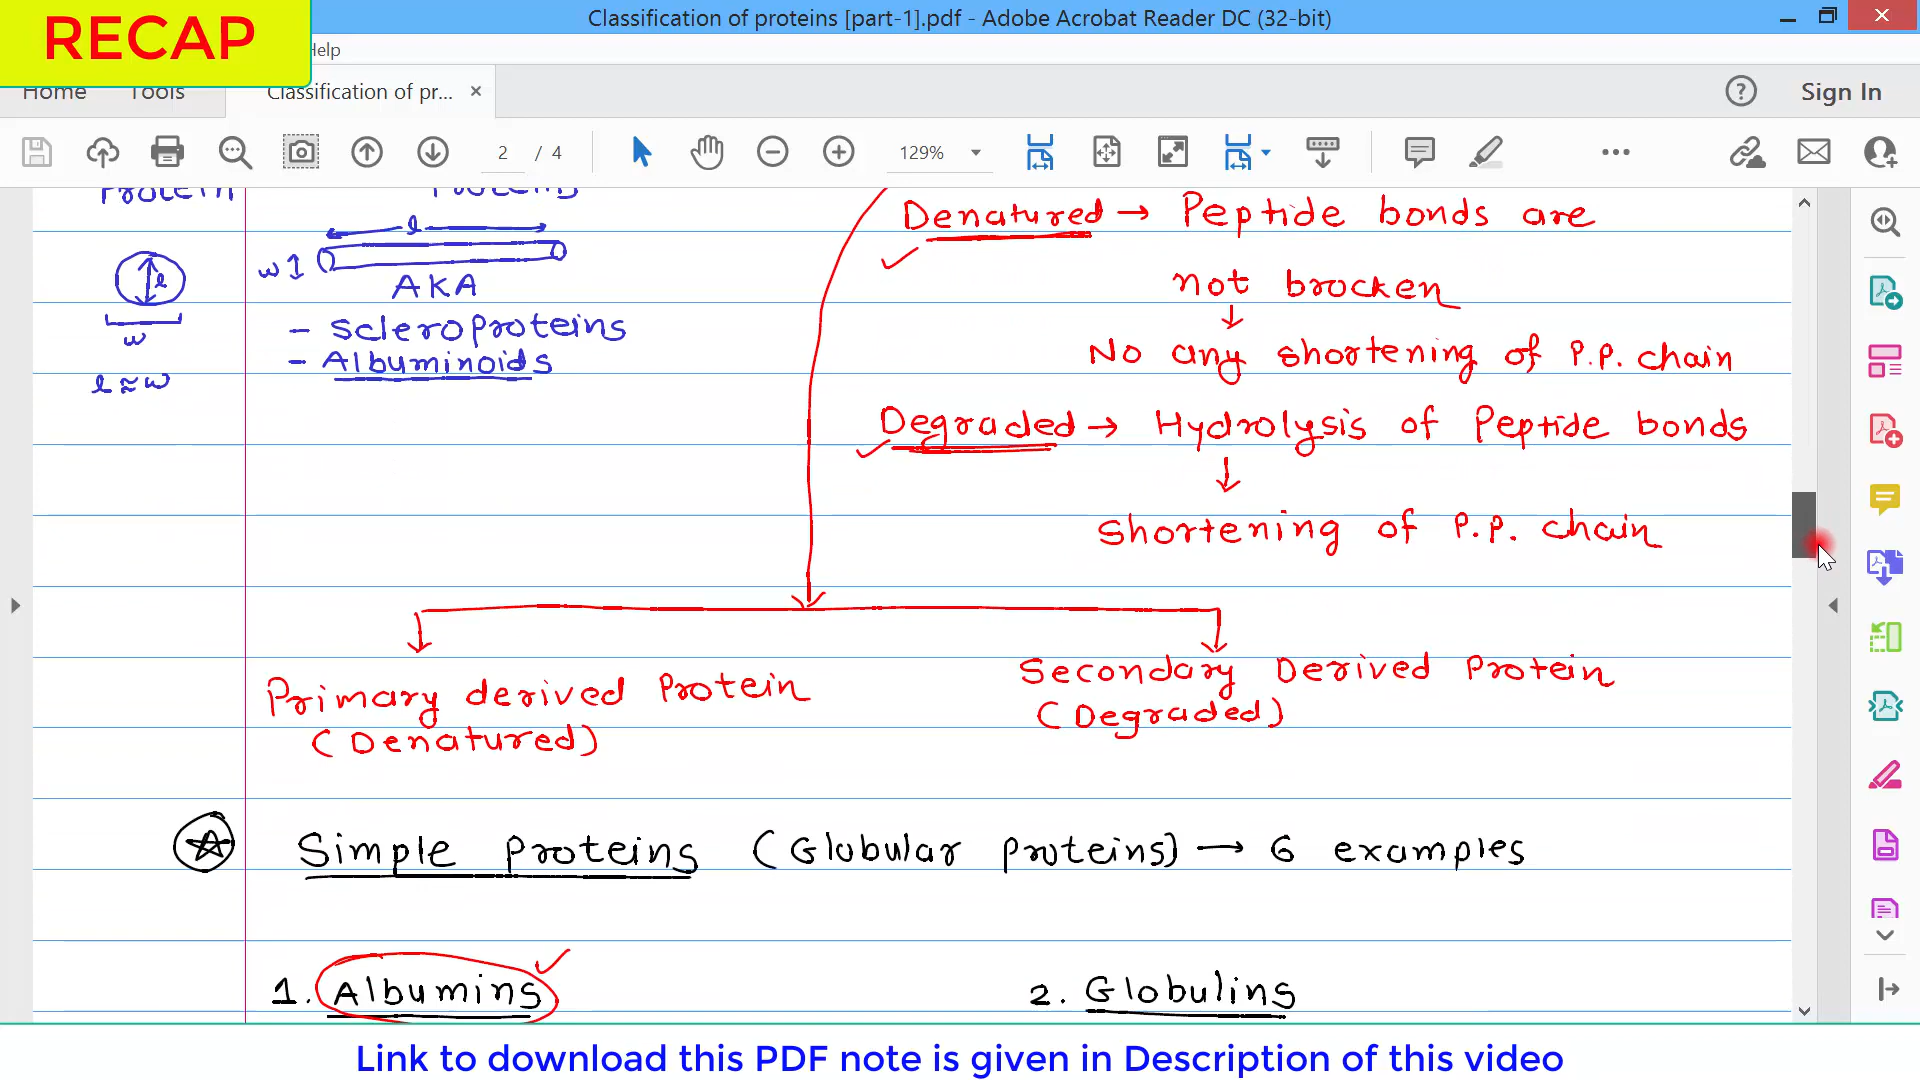 RECAP
Classification of proteins [part-1].pdf - Adobe Acrobat Reader DC (32-bit)
Help
Home Tools Classification of pr... ×
Sign In
2 / 4 129%
Protein Proteins
l
w
AKA
- Scleroproteins
- Albuminoids
l
w
l ≈ w
Denatured → Peptide bonds are
not brocken
↓
No any shortening of P.P. chain
Degraded → Hydrolysis of Peptide bonds
↓
Shortening of P.P. chain
Primary derived Protein
(Denatured)
Secondary Derived Protein
(Degraded)
Simple Proteins (Globular Proteins) → 6 examples
1. Albumins 2. Globulins
Link to download this PDF note is given in Description of this video